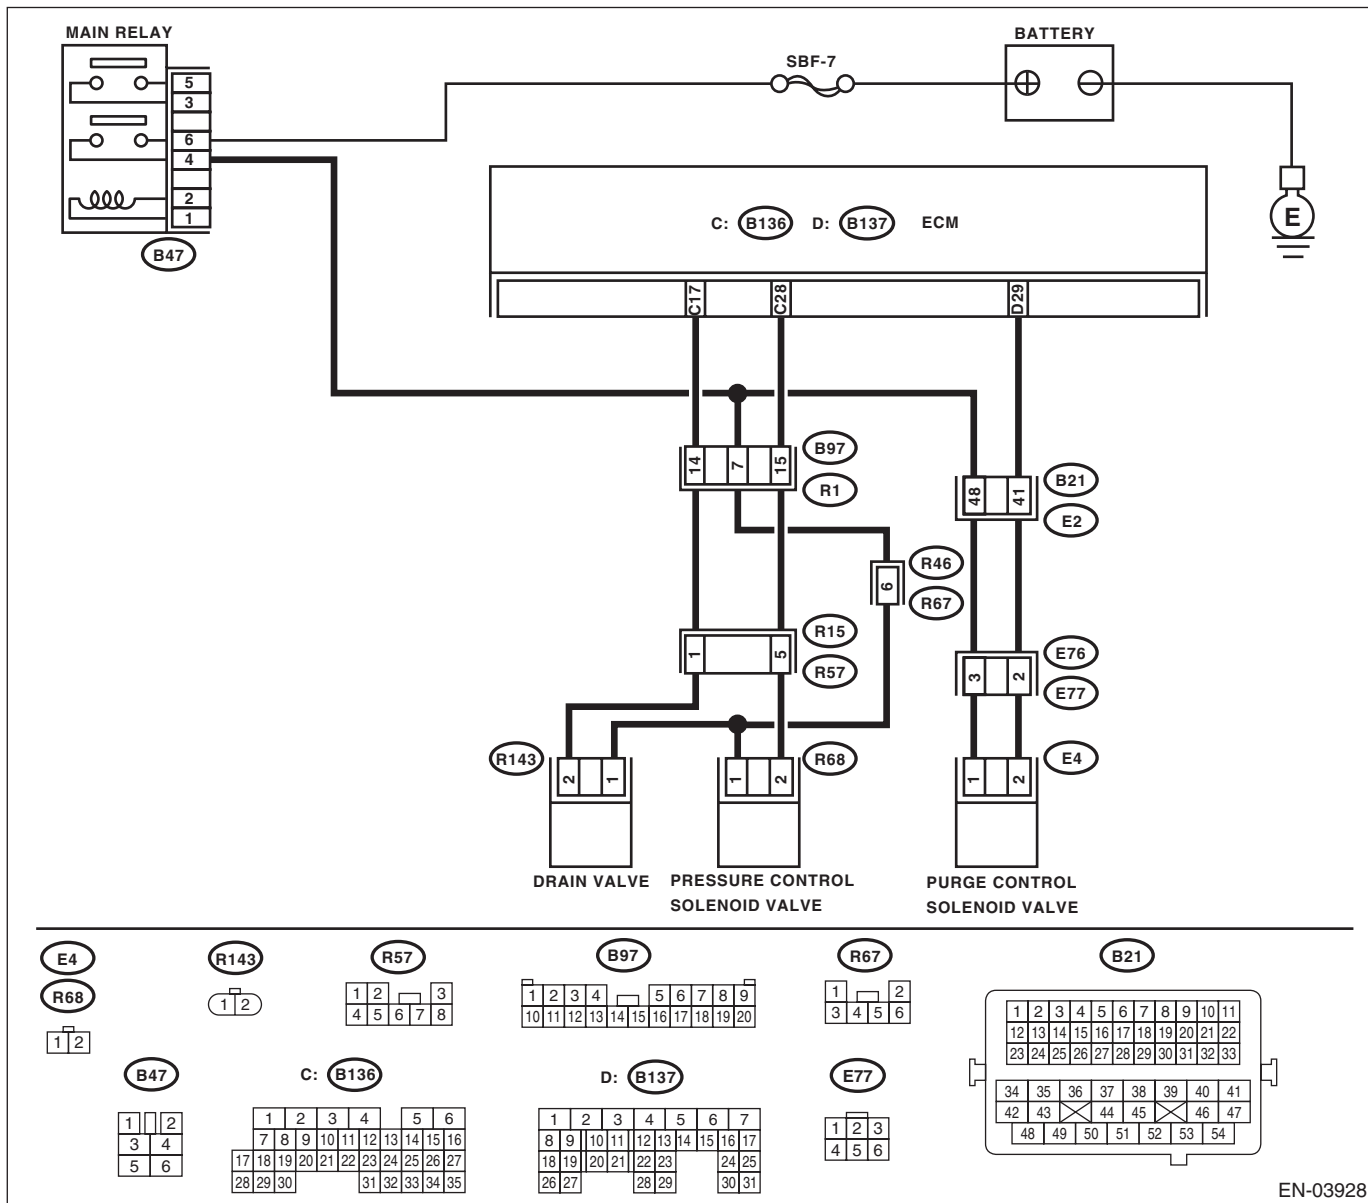 MAIN RELAY
BATTERY
SBF-7
5
3
6
4
2
1
B47
E
C: B136 D: B137 ECM
C17 C28 D29
14 7 15
B97
R1
48 41
B21
E2
6
R46
R67
1 5
R15
R57
3 2
E76
E77
R143
2 1
1 2
R68
1 2
E4
DRAIN VALVE
PRESSURE CONTROL
SOLENOID VALVE
PURGE CONTROL
SOLENOID VALVE
E4
R68
1 2
R143
1 2
R57
1 2 3
4 5 6 7 8
B97
1 2 3 4 5 6 7 8 9
10 11 12 13 14 15 16 17 18 19 20
R67
1 2
3 4 5 6
B21
1 2 3 4 5 6 7 8 9 10 11
12 13 14 15 16 17 18 19 20 21 22
23 24 25 26 27 28 29 30 31 32 33
34 35 36 37 38 39 40 41
42 43 44 45 46 47
48 49 50 51 52 53 54
B47
1 2
3 4
5 6
C: B136
1 2 3 4 5 6
7 8 9 10 11 12 13 14 15 16
17 18 19 20 21 22 23 24 25 26 27
28 29 30 31 32 33 34 35
D: B137
1 2 3 4 5 6 7
8 9 10 11 12 13 14 15 16 17
18 19 20 21 22 23 24 25
26 27 28 29 30 31
E77
1 2 3
4 5 6
EN-03928